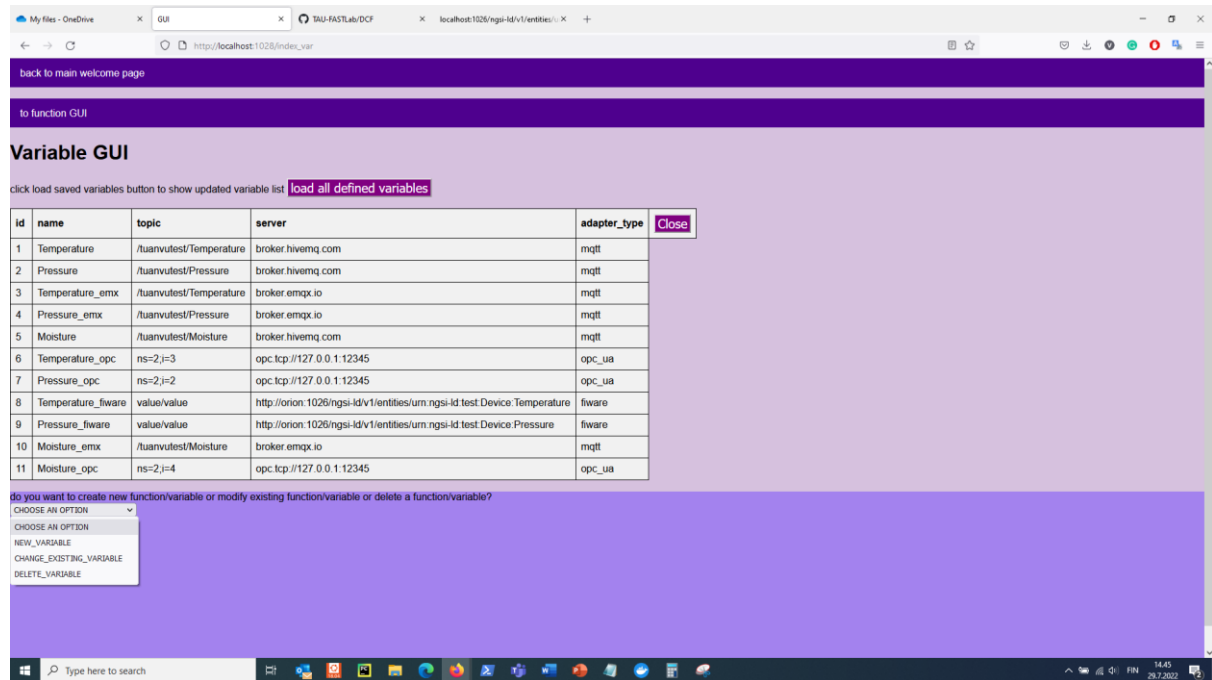 My files - OneDrive GUI TAU-FASTLab/DCF localhost:1026/ngsi-ld/v1/entities/u
http://localhost:1028/index_var
back to main welcome page
to function GUI
Variable GUI
click load saved variables button to show updated variable list load all defined variables
id name topic server adapter_type Close
1 Temperature /tuanvutest/Temperature broker.hivemq.com mqtt
2 Pressure /tuanvutest/Pressure broker.hivemq.com mqtt
3 Temperature_emx /tuanvutest/Temperature broker.emqx.io mqtt
4 Pressure_emx /tuanvutest/Pressure broker.emqx.io mqtt
5 Moisture /tuanvutest/Moisture broker.hivemq.com mqtt
6 Temperature_opc ns=2;i=3 opc.tcp://127.0.0.1:12345 opc_ua
7 Pressure_opc ns=2;i=2 opc.tcp://127.0.0.1:12345 opc_ua
8 Temperature_fiware value/value http://orion:1026/ngsi-ld/v1/entities/urn:ngsi-ld:test:Device:Temperature fiware
9 Pressure_fiware value/value http://orion:1026/ngsi-ld/v1/entities/urn:ngsi-ld:test:Device:Pressure fiware
10 Moisture_emx /tuanvutest/Moisture broker.emqx.io mqtt
11 Moisture_opc ns=2;i=4 opc.tcp://127.0.0.1:12345 opc_ua
do you want to create new function/variable or modify existing function/variable or delete a function/variable?
CHOOSE AN OPTION
CHOOSE AN OPTION
NEW_VARIABLE
CHANGE_EXISTING_VARIABLE
DELETE_VARIABLE
Type here to search
FIN 14.45
29.7.2022